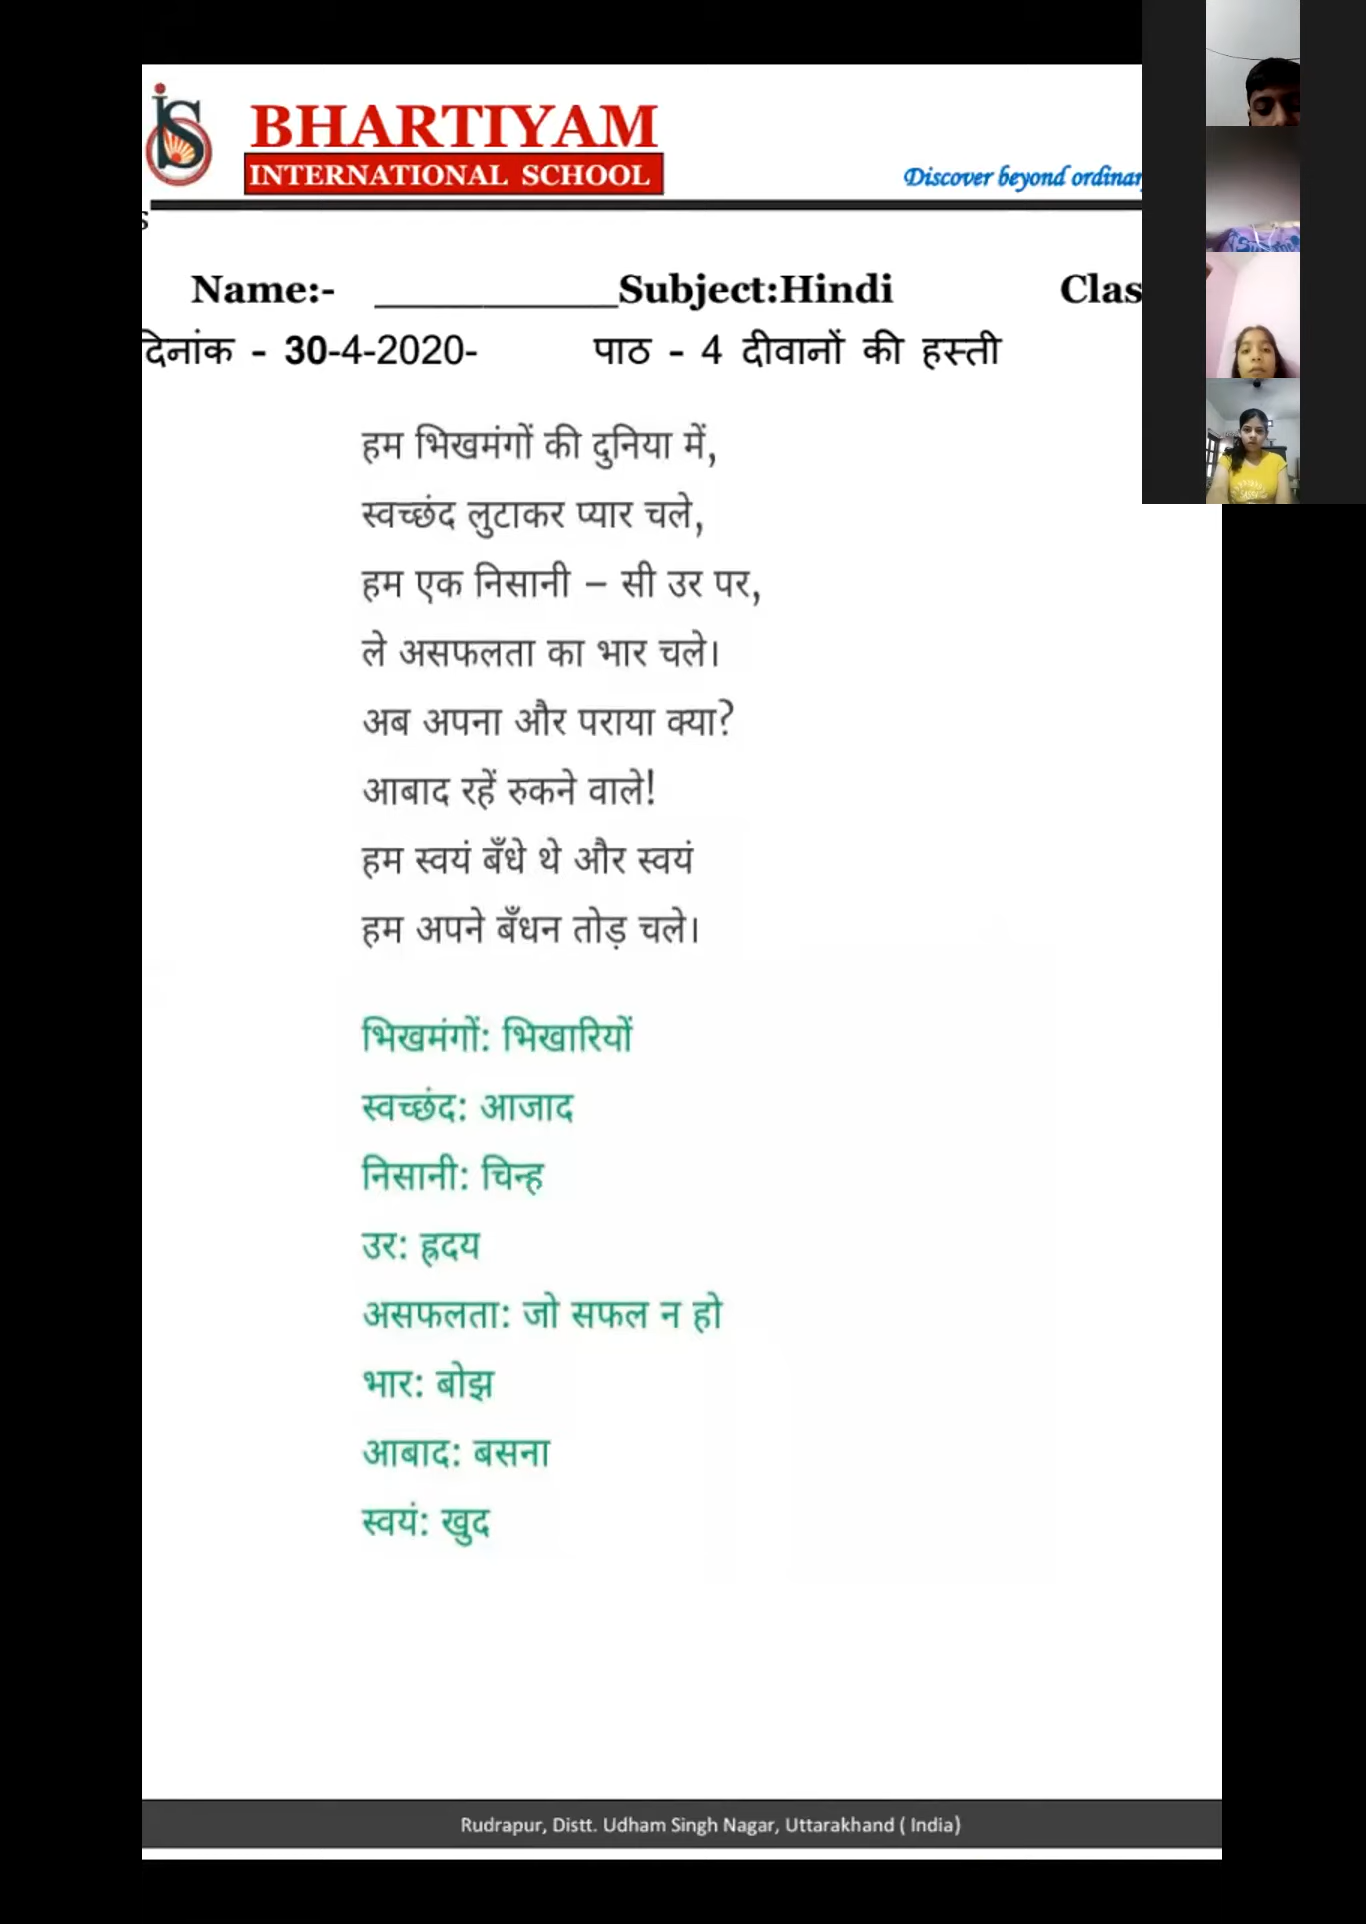 BHARTIYAM
INTERNATIONAL SCHOOL
Discover beyond ordinar
s
Name:- ____________Subject:Hindi Clas
दिनांक - 30-4-2020- पाठ - 4 दीवानों की हस्ती
हम भिखमंगों की दुनिया में,
स्वच्छंद लुटाकर प्यार चले,
हम एक निसानी – सी उर पर,
ले असफलता का भार चले।
अब अपना और पराया क्या?
आबाद रहें रुकने वाले!
हम स्वयं बँधे थे और स्वयं
हम अपने बँधन तोड़ चले।
भिखमंगों: भिखारियों
स्वच्छंद: आजाद
निसानी: चिन्ह
उर: ह्रदय
असफलता: जो सफल न हो
भार: बोझ
आबाद: बसना
स्वयं: खुद
Rudrapur, Distt. Udham Singh Nagar, Uttarakhand ( India)